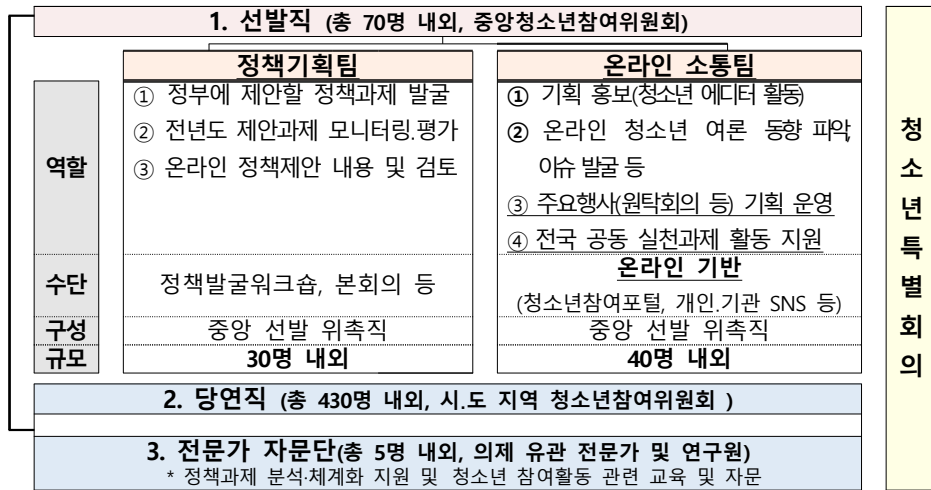 1. 선발직 (총 70명 내외, 중앙청소년참여위원회)
정책기획팀
온라인 소통팀
역할
① 정부에 제안할 정책과제 발굴
② 전년도 제안과제 모니터링.평가
③ 온라인 정책제안 내용 및 검토
① 기획 홍보(청소년 에디터 활동)
② 온라인 청소년 여론 동향 파악,
이슈 발굴 등
③ 주요행사(원탁회의 등) 기획 운영
④ 전국 공동 실천과제 활동 지원
수단
정책발굴워크숍, 본회의 등
온라인 기반
(청소년참여포털, 개인.기관 SNS 등)
구성
중앙 선발 위촉직
중앙 선발 위촉직
규모
30명 내외
40명 내외
2. 당연직 (총 430명 내외, 시.도 지역 청소년참여위원회 )
3. 전문가 자문단(총 5명 내외, 의제 유관 전문가 및 연구원)
* 정책과제 분석·체계화 지원 및 청소년 참여활동 관련 교육 및 자문
청
소
년
특
별
회
의